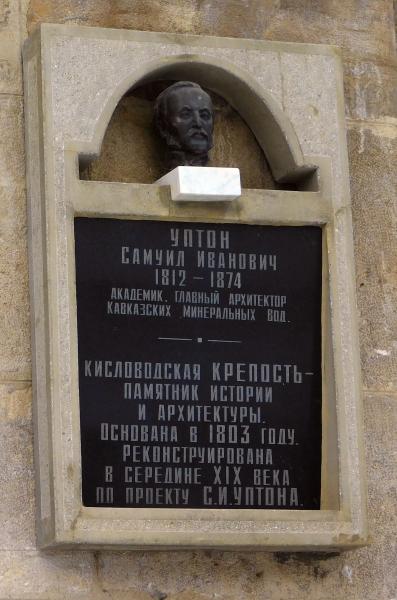 УПТОН
САМУИЛ ИВАНОВИЧ
1812 – 1874
АКАДЕМИК. ГЛАВНЫЙ АРХИТЕКТОР
КАВКАЗСКИХ МИНЕРАЛЬНЫХ ВОД.
КИСЛОВОДСКАЯ КРЕПОСТЬ–
ПАМЯТНИК ИСТОРИИ
И АРХИТЕКТУРЫ.
ОСНОВАНА В 1803 ГОДУ.
РЕКОНСТРУИРОВАНА
В СЕРЕДИНЕ XIX ВЕКА
ПО ПРОЕКТУ С.И.УПТОНА.